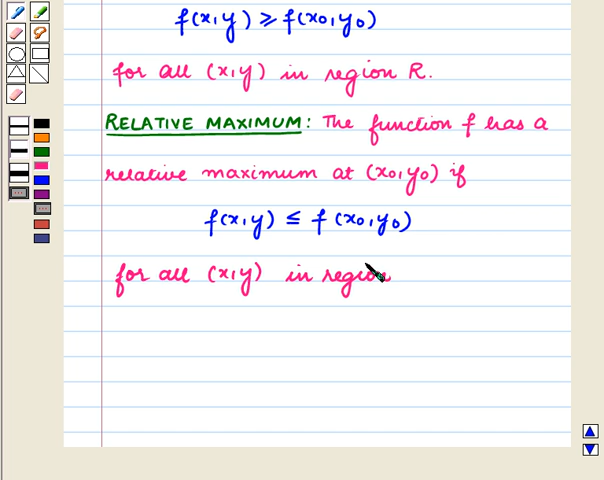 f(x,y) ≥ f(x0,y0)
for all (x,y) in region R.
RELATIVE MAXIMUM: The function f has a
relative maximum at (x0,y0) if
f(x,y) ≤ f(x0,y0)
for all (x,y) in region